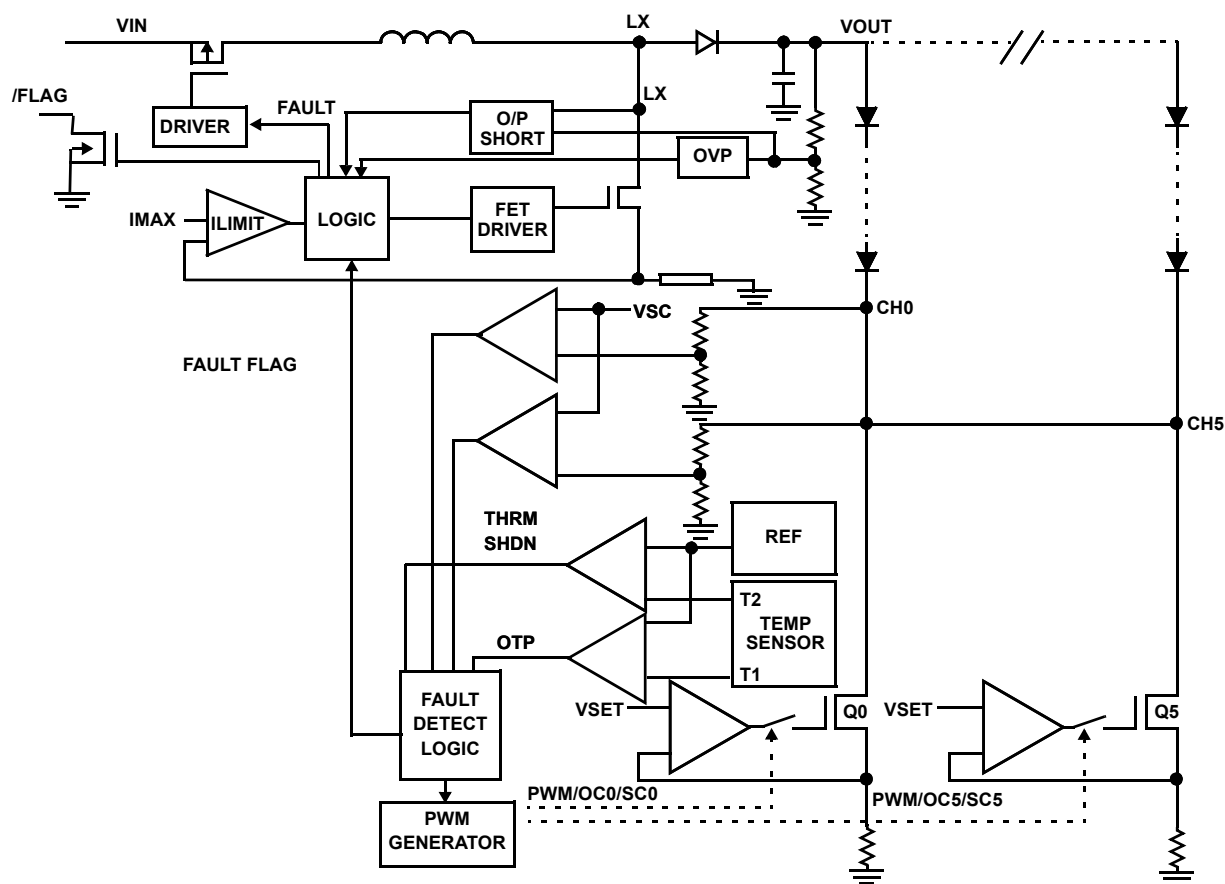 VIN
LX
VOUT
/FLAG
FAULT
LX
DRIVER
O/P
SHORT
OVP
IMAX
ILIMIT
LOGIC
FET
DRIVER
VSC
CH0
FAULT FLAG
CH5
THRM
SHDN
REF
T2
TEMP
SENSOR
OTP
T1
FAULT
DETECT
LOGIC
VSET
Q0
VSET
Q5
PWM/OC0/SC0
PWM/OC5/SC5
PWM
GENERATOR